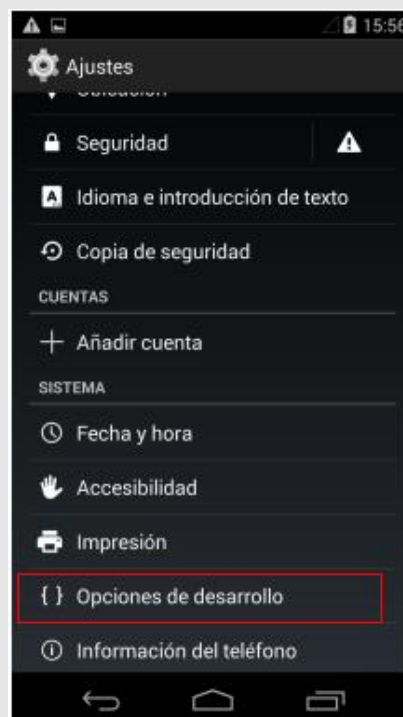 15:56
Ajustes
Ubicación
Seguridad
Idioma e introducción de texto
Copia de seguridad
CUENTAS
Añadir cuenta
SISTEMA
Fecha y hora
Accesibilidad
Impresión
{ } Opciones de desarrollo
Información del teléfono